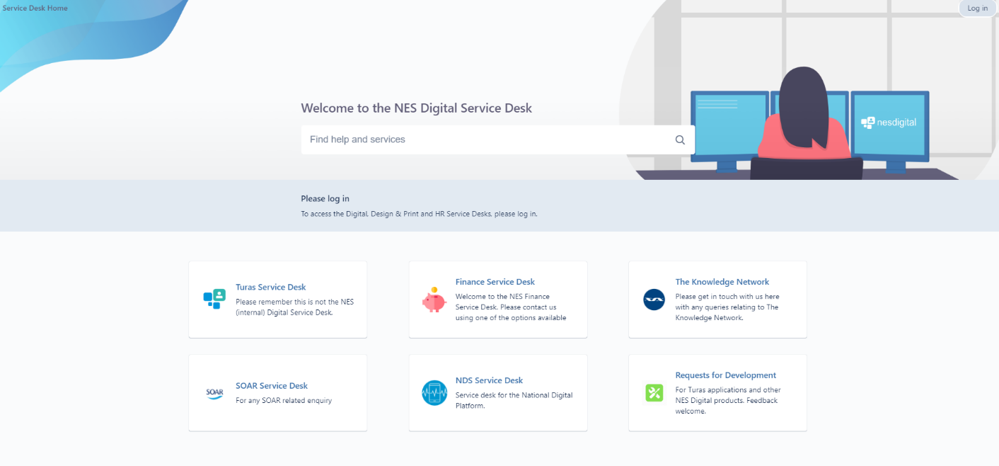 Service Desk Home
Log in
Welcome to the NES Digital Service Desk
Find help and services
nesdigital
Please log in
To access the Digital, Design & Print and HR Service Desks, please log in.
Turas Service Desk
Please remember this is not the NES
(internal) Digital Service Desk.
Finance Service Desk
Welcome to the NES Finance
Service Desk. Please contact us
using one of the options available
The Knowledge Network
Please get in touch with us here
with any queries relating to The
Knowledge Network.
SOAR
SOAR Service Desk
For any SOAR related enquiry
NDS Service Desk
Service desk for the National Digital
Platform.
Requests for Development
For Turas applications and other
NES Digital products. Feedback
welcome.